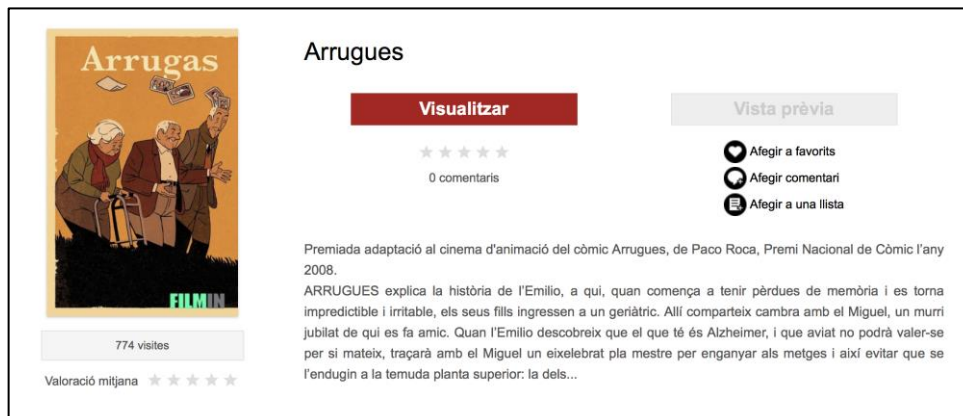 Arrugas
FILMIN
774 visites
Valoració mitjana
Arrugues
Visualitzar
0 comentaris
Vista prèvia
Afegir a favorits
Afegir comentari
Afegir a una llista
Premiada adaptació al cinema d'animació del còmic Arrugues, de Paco Roca, Premi Nacional de Còmic l'any
2008.
ARRUGUES explica la història de l'Emilio, a qui, quan comença a tenir pèrdues de memòria i es torna
impredictible i irritable, els seus fills ingressen a un geriàtric. Allí comparteix cambra amb el Miguel, un murri
jubilat de qui es fa amic. Quan l'Emilio descobreix que el que té és Alzheimer, i que aviat no podrà valer-se
per si mateix, traçarà amb el Miguel un eixelebrat pla mestre per enganyar als metges i així evitar que se
l'endugin a la temuda planta superior: la dels...